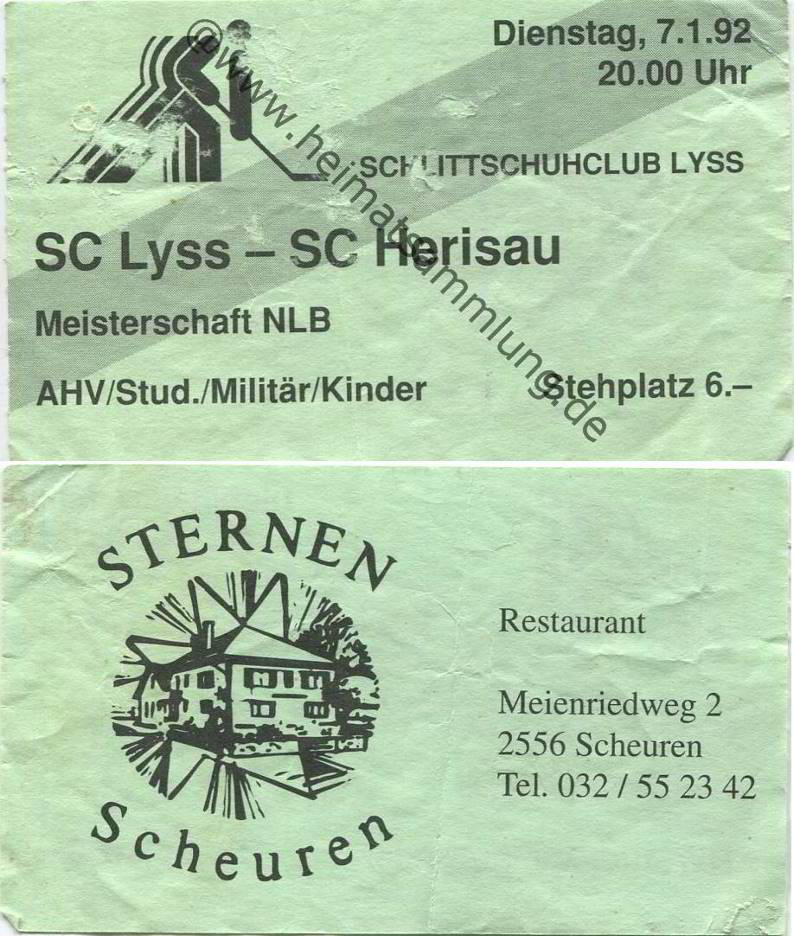 Dienstag, 7.1.92
20.00 Uhr
SCHLITTSCHUHCLUB LYSS
SC Lyss – SC Herisau
Meisterschaft NLB
AHV/Stud./Militär/Kinder Stehplatz 6.–
@www.heimatsammlung.de
STERNEN
Scheuren
Restaurant
Meienriedweg 2
2556 Scheuren
Tel. 032 / 55 23 42